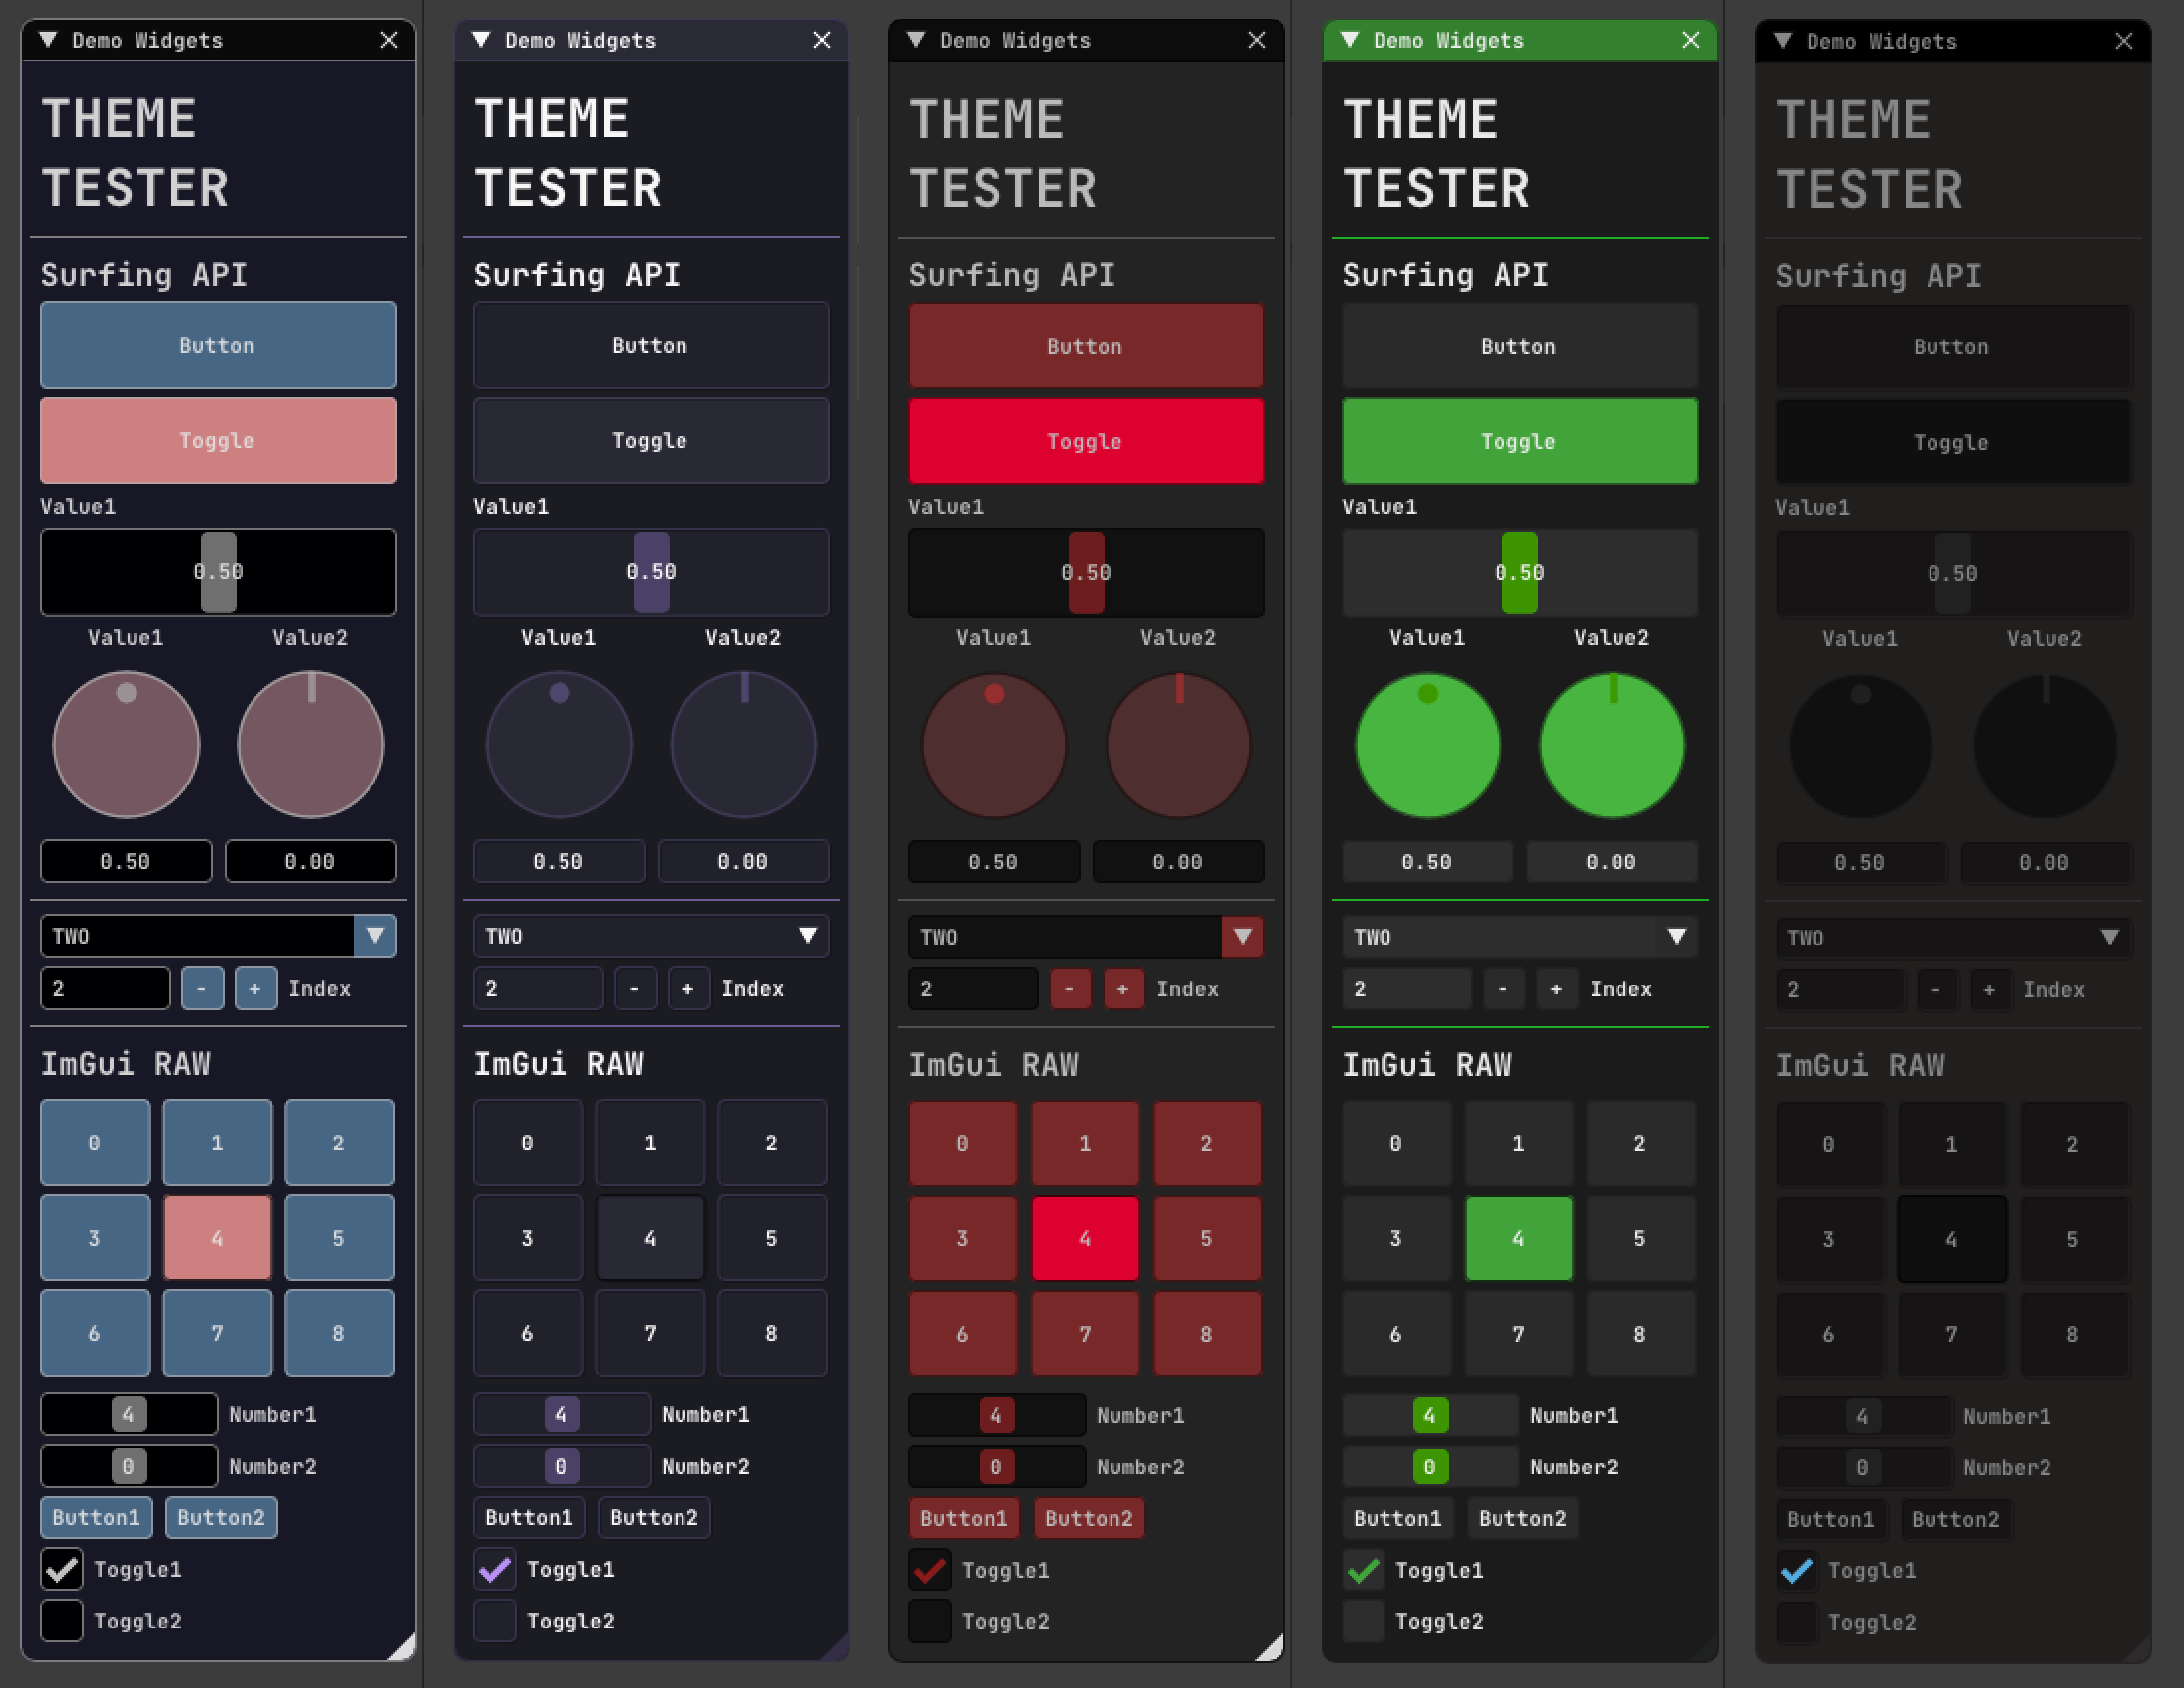 Demo Widgets
THEME
TESTER
Surfing API
Button
Toggle
Value1
0.50
Value1 Value2
0.50 0.00
TWO
2 - + Index
ImGui RAW
0 1 2
3 4 5
6 7 8
4 Number1
0 Number2
Button1 Button2
Toggle1
Toggle2
Demo Widgets
THEME
TESTER
Surfing API
Button
Toggle
Value1
0.50
Value1 Value2
0.50 0.00
TWO
2 - + Index
ImGui RAW
0 1 2
3 4 5
6 7 8
4 Number1
0 Number2
Button1 Button2
Toggle1
Toggle2
Demo Widgets
THEME
TESTER
Surfing API
Button
Toggle
Value1
0.50
Value1 Value2
0.50 0.00
TWO
2 - + Index
ImGui RAW
0 1 2
3 4 5
6 7 8
4 Number1
0 Number2
Button1 Button2
Toggle1
Toggle2
Demo Widgets
THEME
TESTER
Surfing API
Button
Toggle
Value1
0.50
Value1 Value2
0.50 0.00
TWO
2 - + Index
ImGui RAW
0 1 2
3 4 5
6 7 8
4 Number1
0 Number2
Button1 Button2
Toggle1
Toggle2
Demo Widgets
THEME
TESTER
Surfing API
Button
Toggle
Value1
0.50
Value1 Value2
0.50 0.00
TWO
2 - + Index
ImGui RAW
0 1 2
3 4 5
6 7 8
4 Number1
0 Number2
Button1 Button2
Toggle1
Toggle2